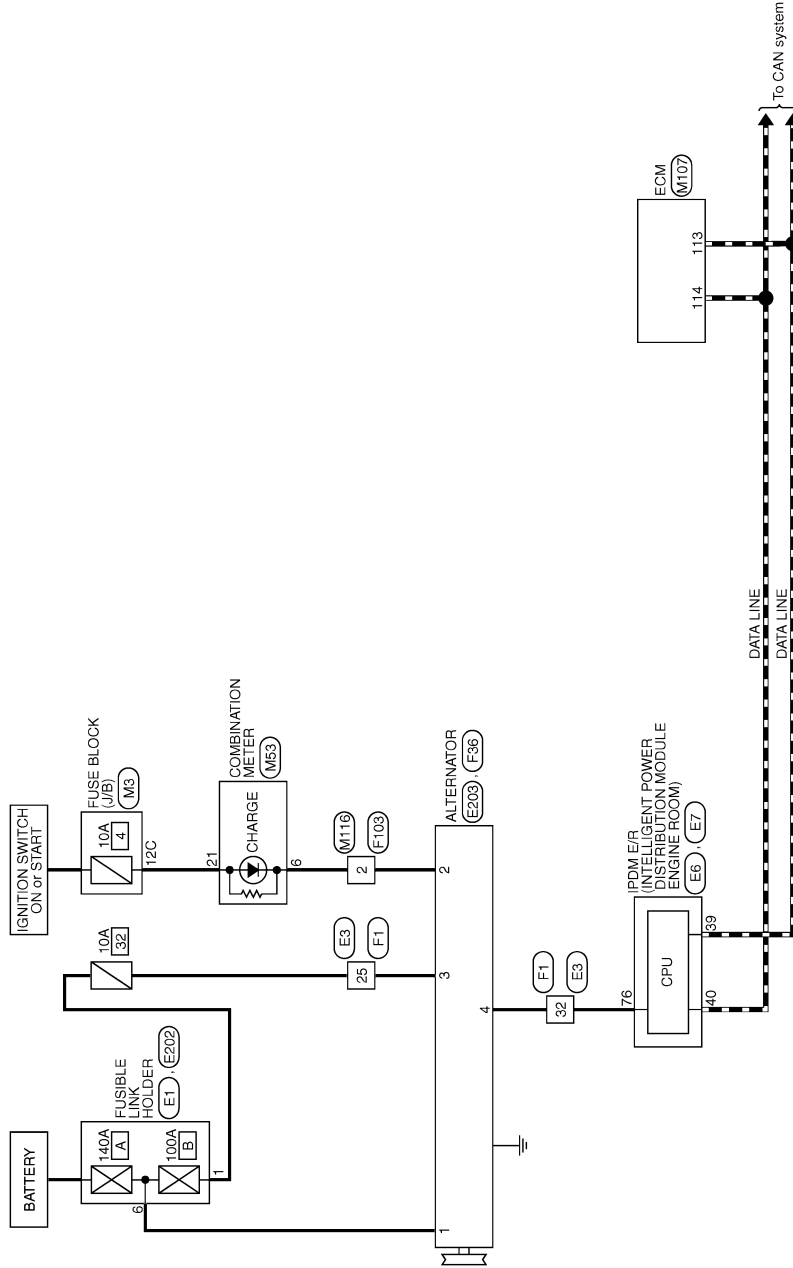 BATTERY
IGNITION SWITCH
ON or START
140A
A
100A
B
6
1
FUSIBLE
LINK
HOLDER
E1 , E202
10A
32
10A
4
12C
FUSE BLOCK
(J/B)
M3
21
CHARGE
6
COMBINATION
METER
M53
25
E3
F1
2
M116
F103
1
3
2
4
ALTERNATOR
E203 , F36
32
F1
E3
76
CPU
40
39
IPDM E/R
(INTELLIGENT POWER
DISTRIBUTION MODULE
ENGINE ROOM)
E6 , E7
DATA LINE
DATA LINE
ECM
M107
114
113
To CAN system